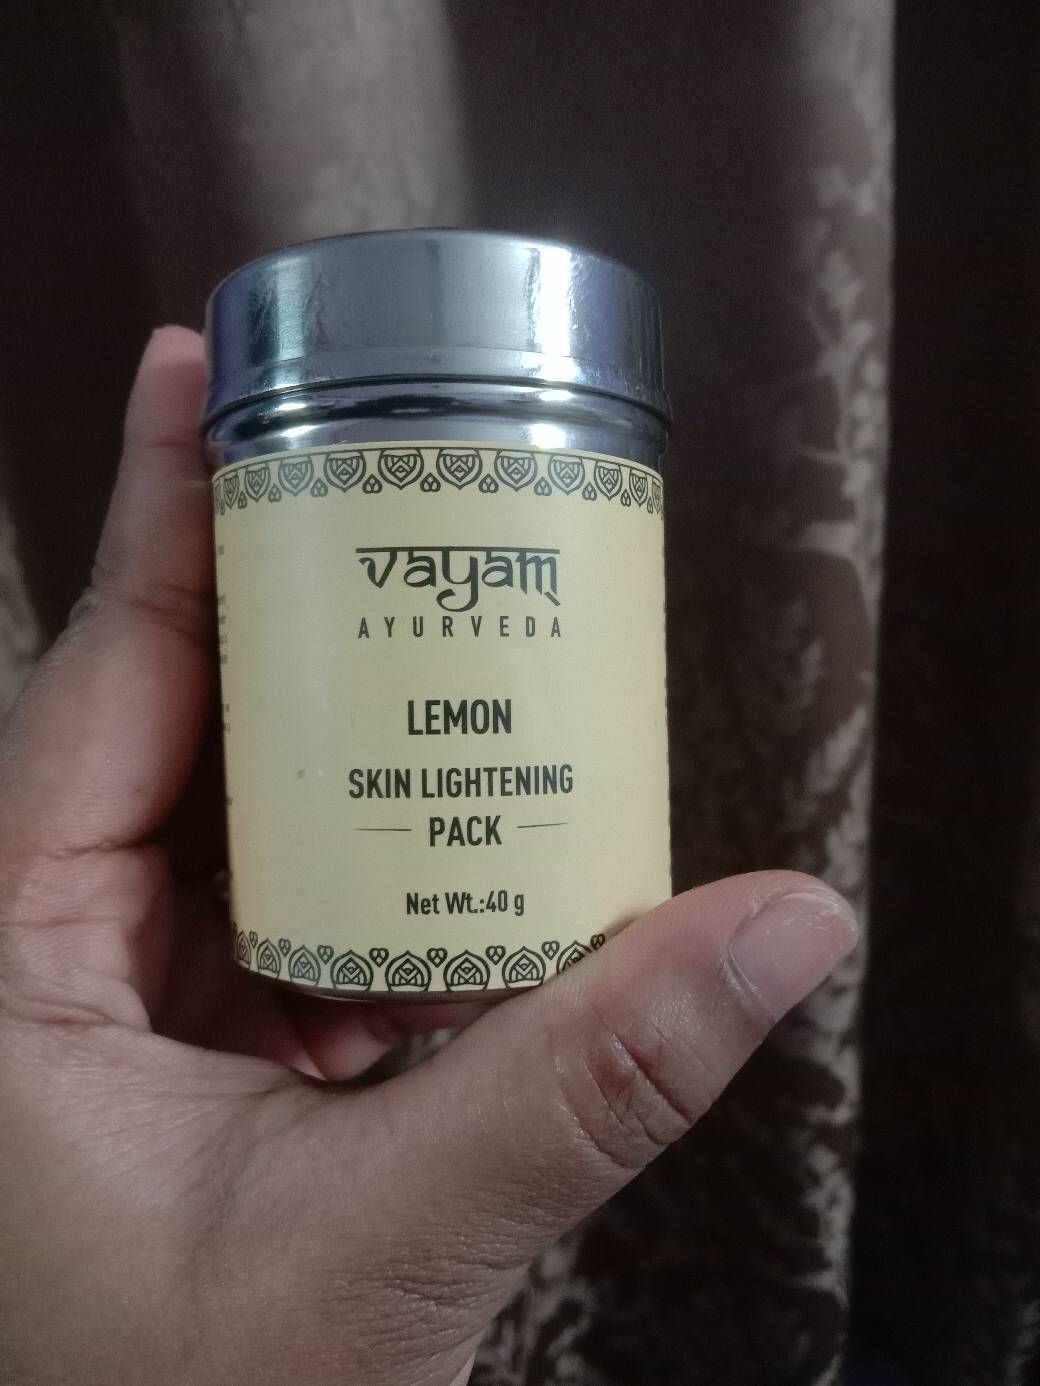 vayam
AYURVEDA
LEMON
SKIN LIGHTENING
PACK
Net Wt.:40 g